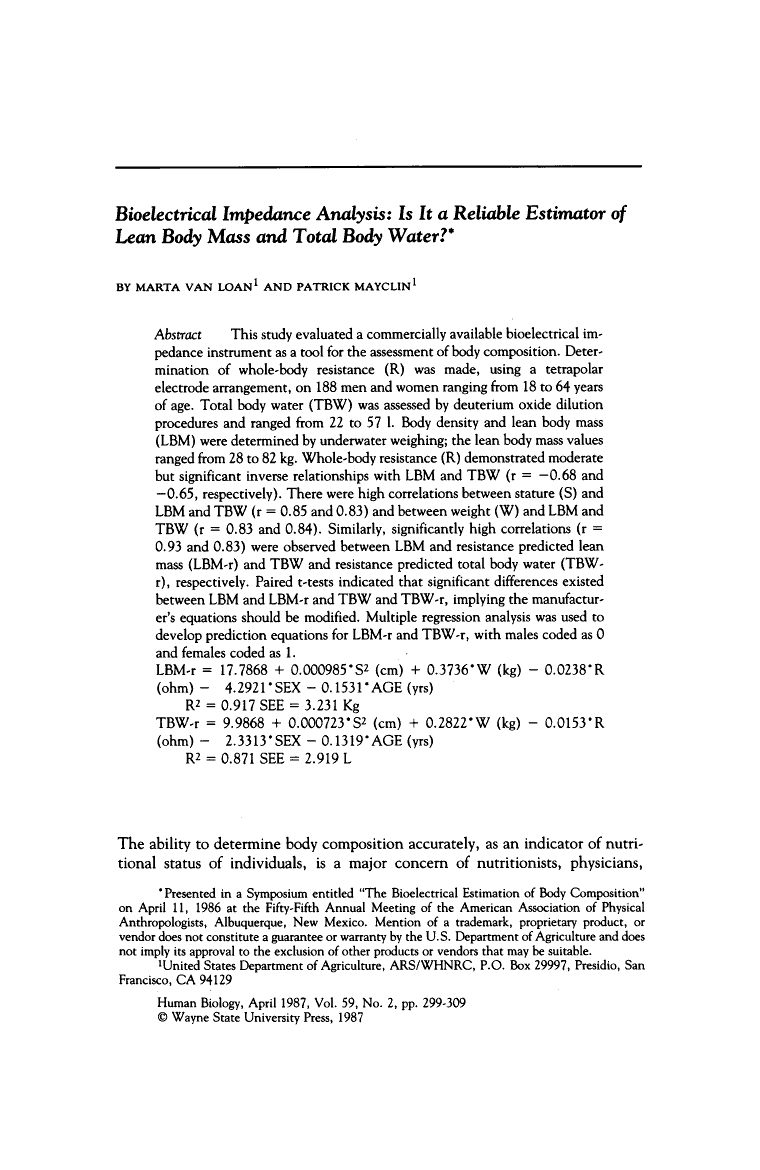 Bioelectrical Impedance Analysis: Is It a Reliable Estimator of
Lean Body Mass and Total Body Water?*
BY MARTA VAN LOAN¹ AND PATRICK MAYCLIN¹
Abstract This study evaluated a commercially available bioelectrical im-
pedance instrument as a tool for the assessment of body composition. Deter-
mination of whole-body resistance (R) was made, using a tetrapolar
electrode arrangement, on 188 men and women ranging from 18 to 64 years
of age. Total body water (TBW) was assessed by deuterium oxide dilution
procedures and ranged from 22 to 57 l. Body density and lean body mass
(LBM) were determined by underwater weighing; the lean body mass values
ranged from 28 to 82 kg. Whole-body resistance (R) demonstrated moderate
but significant inverse relationships with LBM and TBW (r = −0.68 and
−0.65, respectively). There were high correlations between stature (S) and
LBM and TBW (r = 0.85 and 0.83) and between weight (W) and LBM and
TBW (r = 0.83 and 0.84). Similarly, significantly high correlations (r =
0.93 and 0.83) were observed between LBM and resistance predicted lean
mass (LBM-r) and TBW and resistance predicted total body water (TBW-
r), respectively. Paired t-tests indicated that significant differences existed
between LBM and LBM-r and TBW and TBW-r, implying the manufactur-
er's equations should be modified. Multiple regression analysis was used to
develop prediction equations for LBM-r and TBW-r, with males coded as 0
and females coded as 1.
LBM-r = 17.7868 + 0.000985*S² (cm) + 0.3736*W (kg) − 0.0238*R
(ohm) − 4.2921*SEX − 0.1531*AGE (yrs)
R² = 0.917 SEE = 3.231 Kg
TBW-r = 9.9868 + 0.000723*S² (cm) + 0.2822*W (kg) − 0.0153*R
(ohm) − 2.3313*SEX − 0.1319*AGE (yrs)
R² = 0.871 SEE = 2.919 L
The ability to determine body composition accurately, as an indicator of nutri-
tional status of individuals, is a major concern of nutritionists, physicians,
*Presented in a Symposium entitled "The Bioelectrical Estimation of Body Composition"
on April 11, 1986 at the Fifty-Fifth Annual Meeting of the American Association of Physical
Anthropologists, Albuquerque, New Mexico. Mention of a trademark, proprietary product, or
vendor does not constitute a guarantee or warranty by the U.S. Department of Agriculture and does
not imply its approval to the exclusion of other products or vendors that may be suitable.
¹United States Department of Agriculture, ARS/WHNRC, P.O. Box 29997, Presidio, San
Francisco, CA 94129
Human Biology, April 1987, Vol. 59, No. 2, pp. 299-309
© Wayne State University Press, 1987